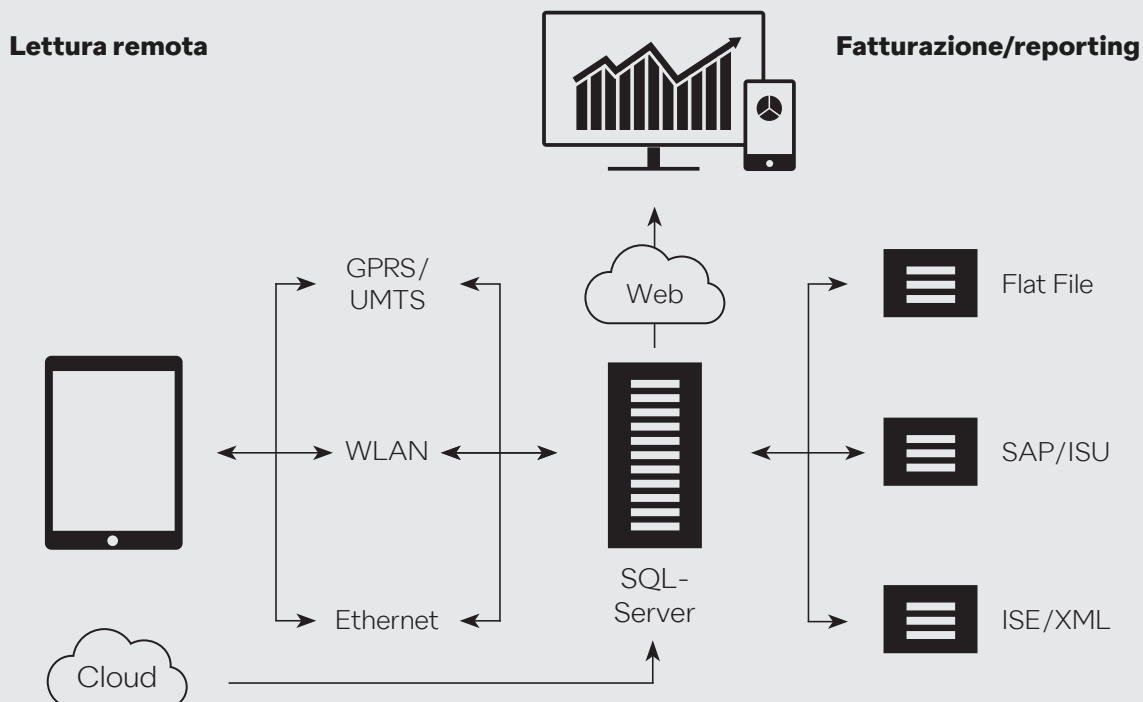 Lettura remota
Fatturazione/reporting
GPRS/
UMTS
Web
Flat File
WLAN
SAP/ISU
SQL-
Server
Ethernet
ISE/XML
Cloud